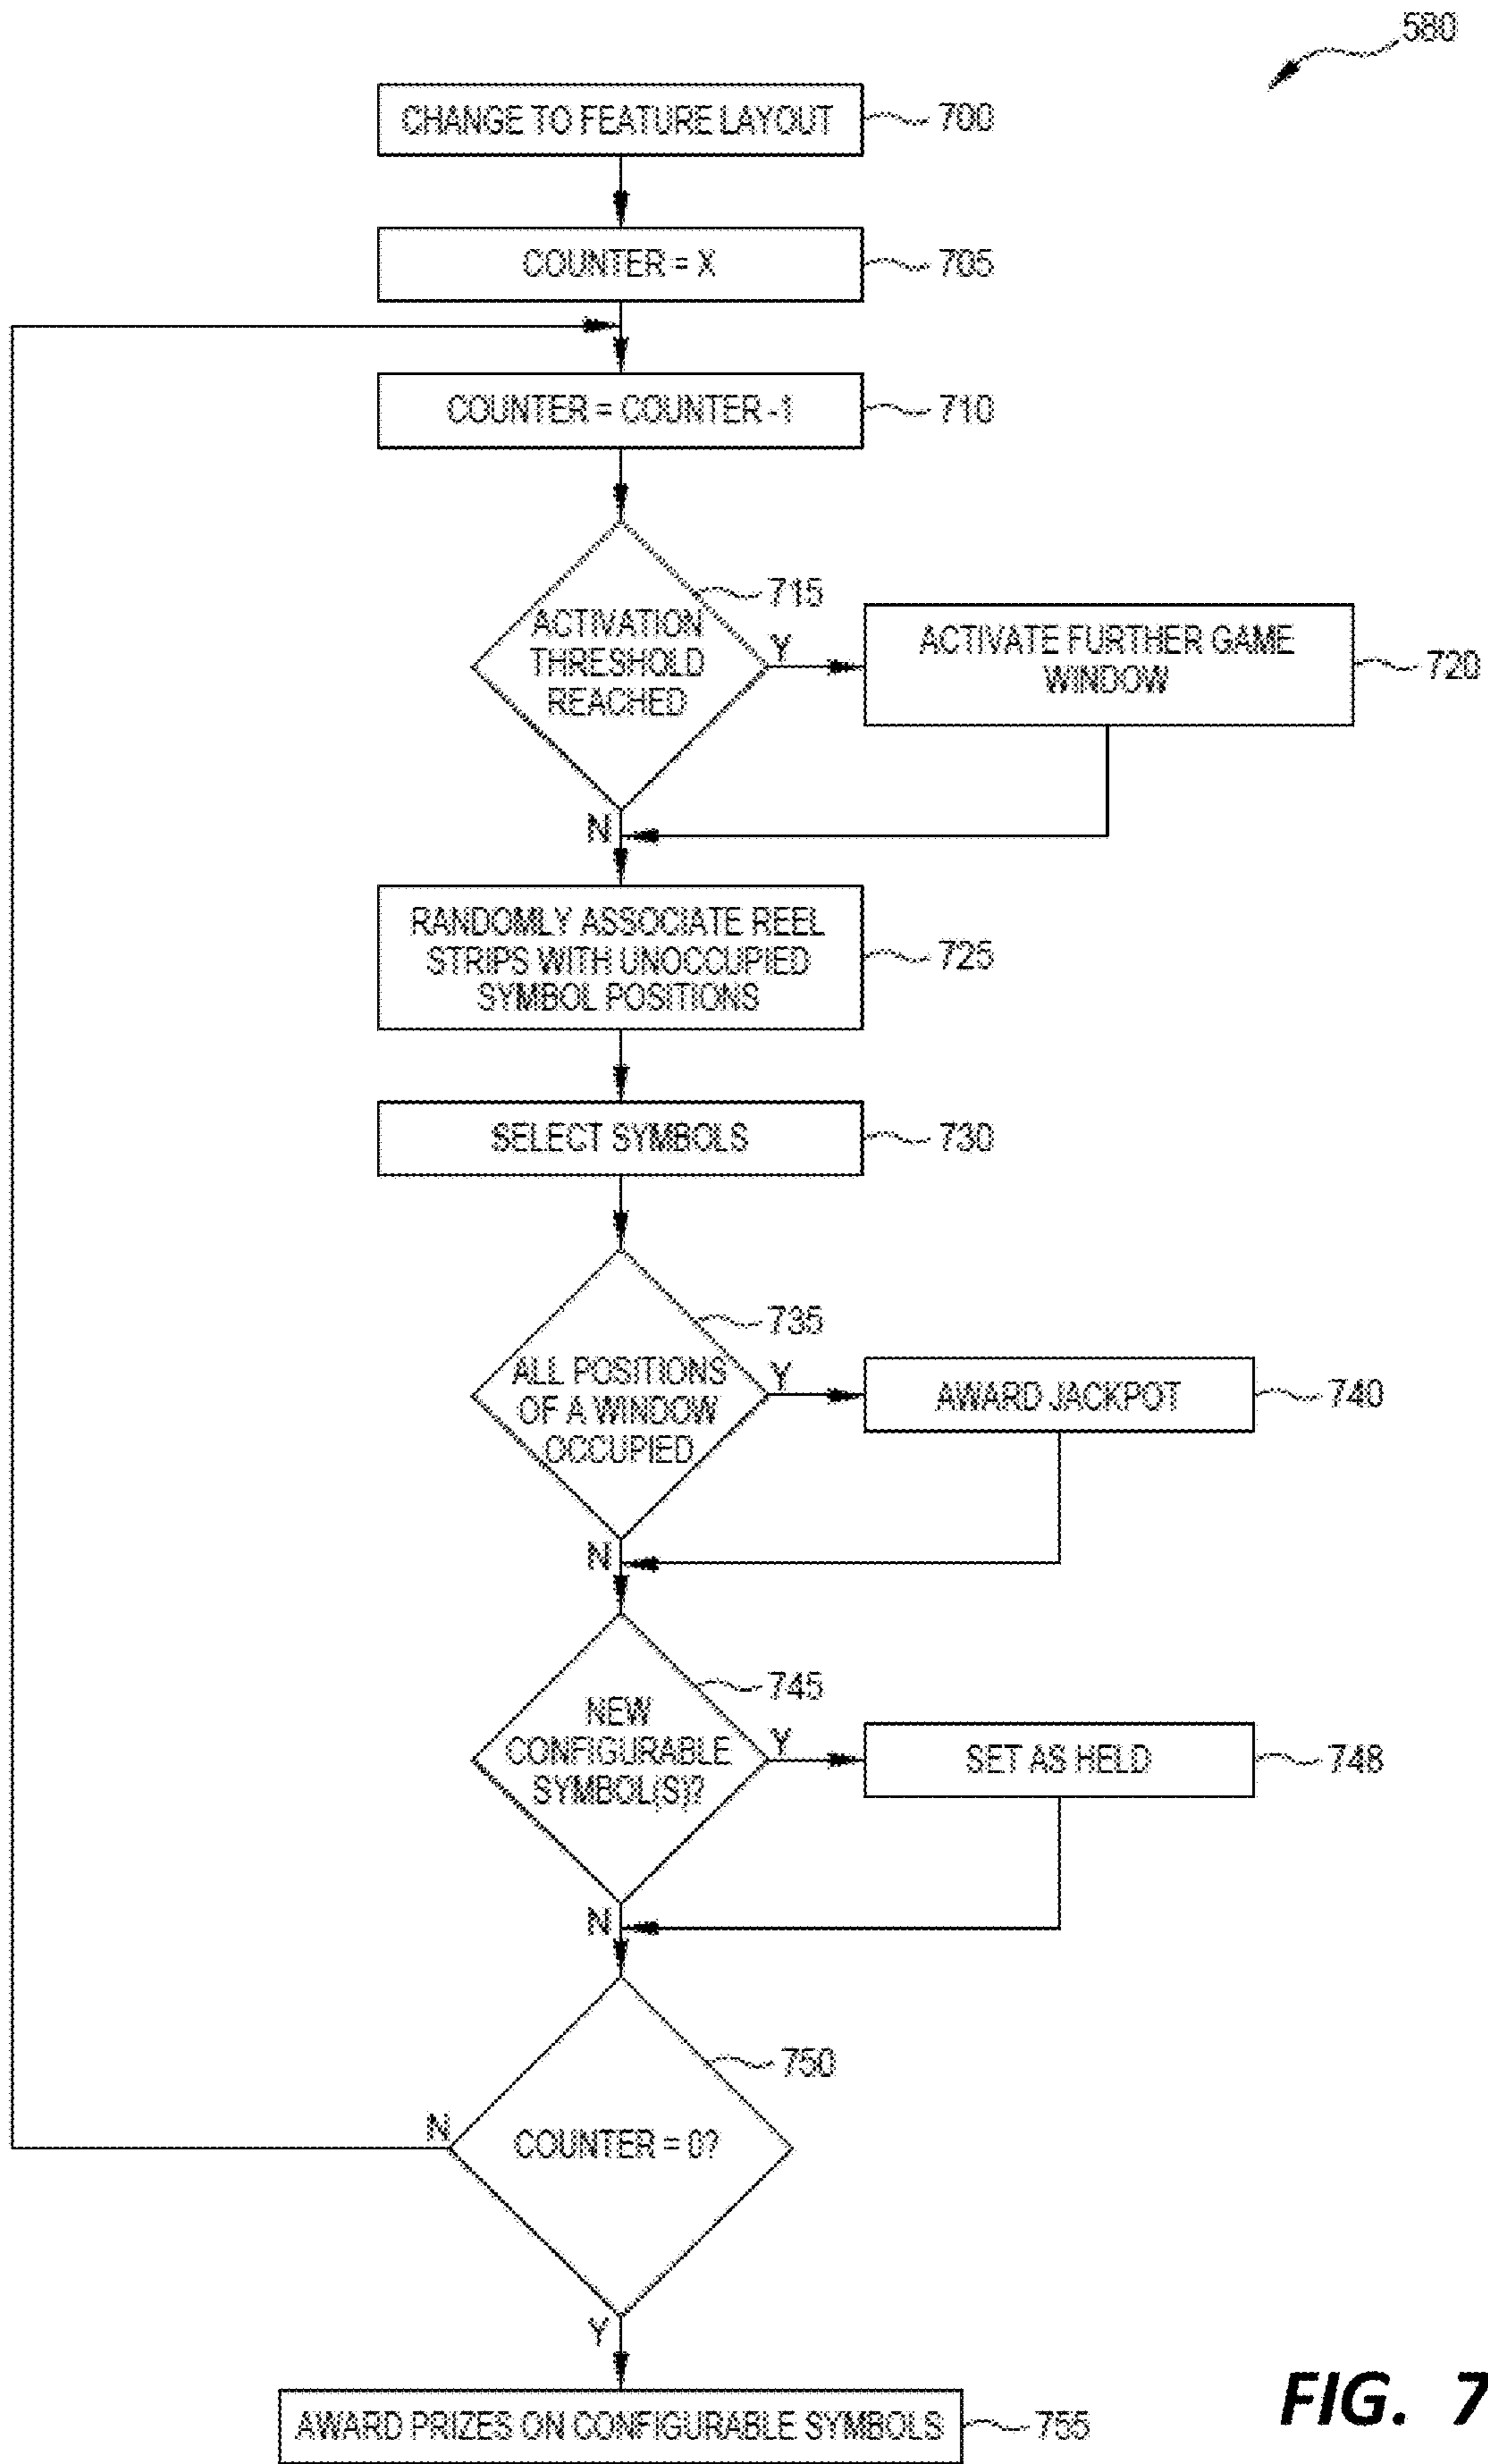 580
CHANGE TO FEATURE LAYOUT
700
COUNTER = X
705
COUNTER = COUNTER -1
710
715
ACTIVATION
THRESHOLD
REACHED
Y
ACTIVATE FURTHER GAME
WINDOW
720
N
RANDOMLY ASSOCIATE REEL
STRIPS WITH UNOCCUPIED
SYMBOL POSITIONS
725
SELECT SYMBOLS
730
735
ALL POSITIONS
OF A WINDOW
OCCUPIED
Y
AWARD JACKPOT
740
N
745
NEW
CONFIGURABLE
SYMBOL(S)?
Y
SET AS HELD
748
N
750
N
COUNTER = 0?
Y
AWARD PRIZES ON CONFIGURABLE SYMBOLS
755
FIG. 7